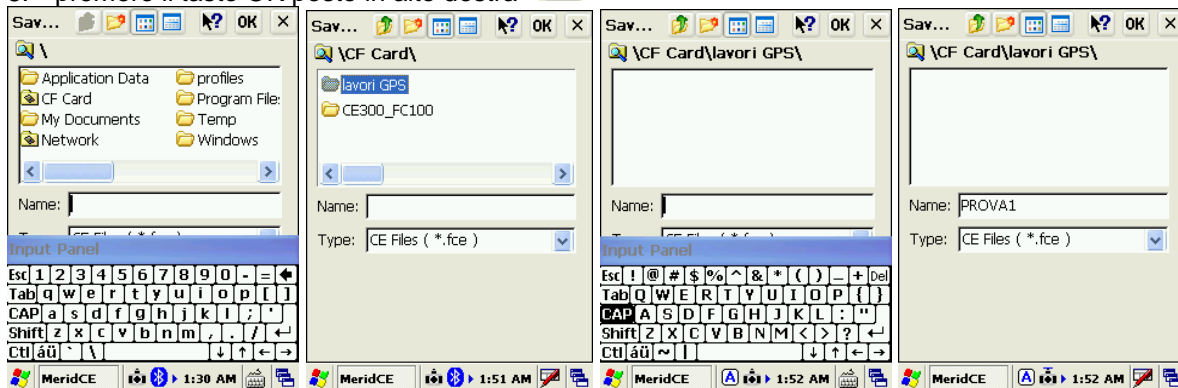 premere il tasto OK posto in alto destra
Sav... ? OK ×
\
Application Data
CF Card
My Documents
Network
profiles
Program File:
Temp
Windows
Name:
CE Files ( *.fce )
Input Panel
Esc 1 2 3 4 5 6 7 8 9 0 - =
Tab q w e r t y u i o p [ ]
CAP a s d f g h j k l ; '
Shift z x c v b n m , . /
Ctl áü ` \
MeridCE 1:30 AM
Sav... ? OK ×
\CF Card\
lavori GPS
CE300_FC100
Name:
Type: CE Files ( *.fce )
MeridCE 1:51 AM
Sav... ? OK ×
\CF Card\lavori GPS\
Name:
Input Panel
Esc ! @ # $ % ^ & * ( ) _ + Del
Tab Q W E R T Y U I O P { }
CAP A S D F G H J K L : "
Shift Z X C V B N M < > ?
Ctl áü ~ |
MeridCE A 1:52 AM
Sav... ? OK ×
\CF Card\lavori GPS\
Name: PROVA1
Type: CE Files ( *.fce )
MeridCE A 1:52 AM